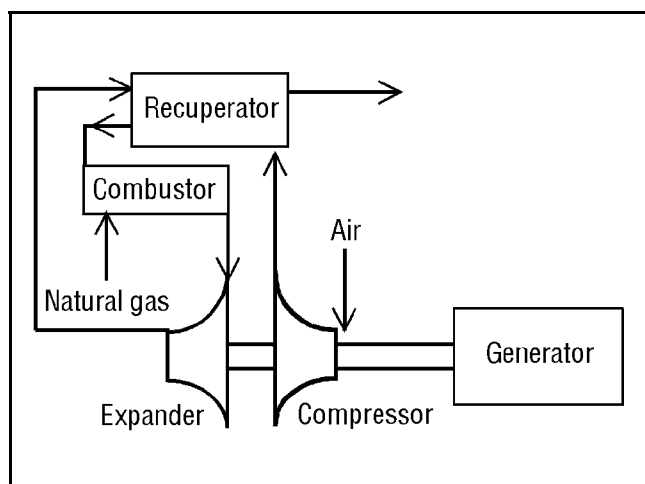 Recuperator
Combustor
Air
Natural gas
Generator
Expander
Compressor